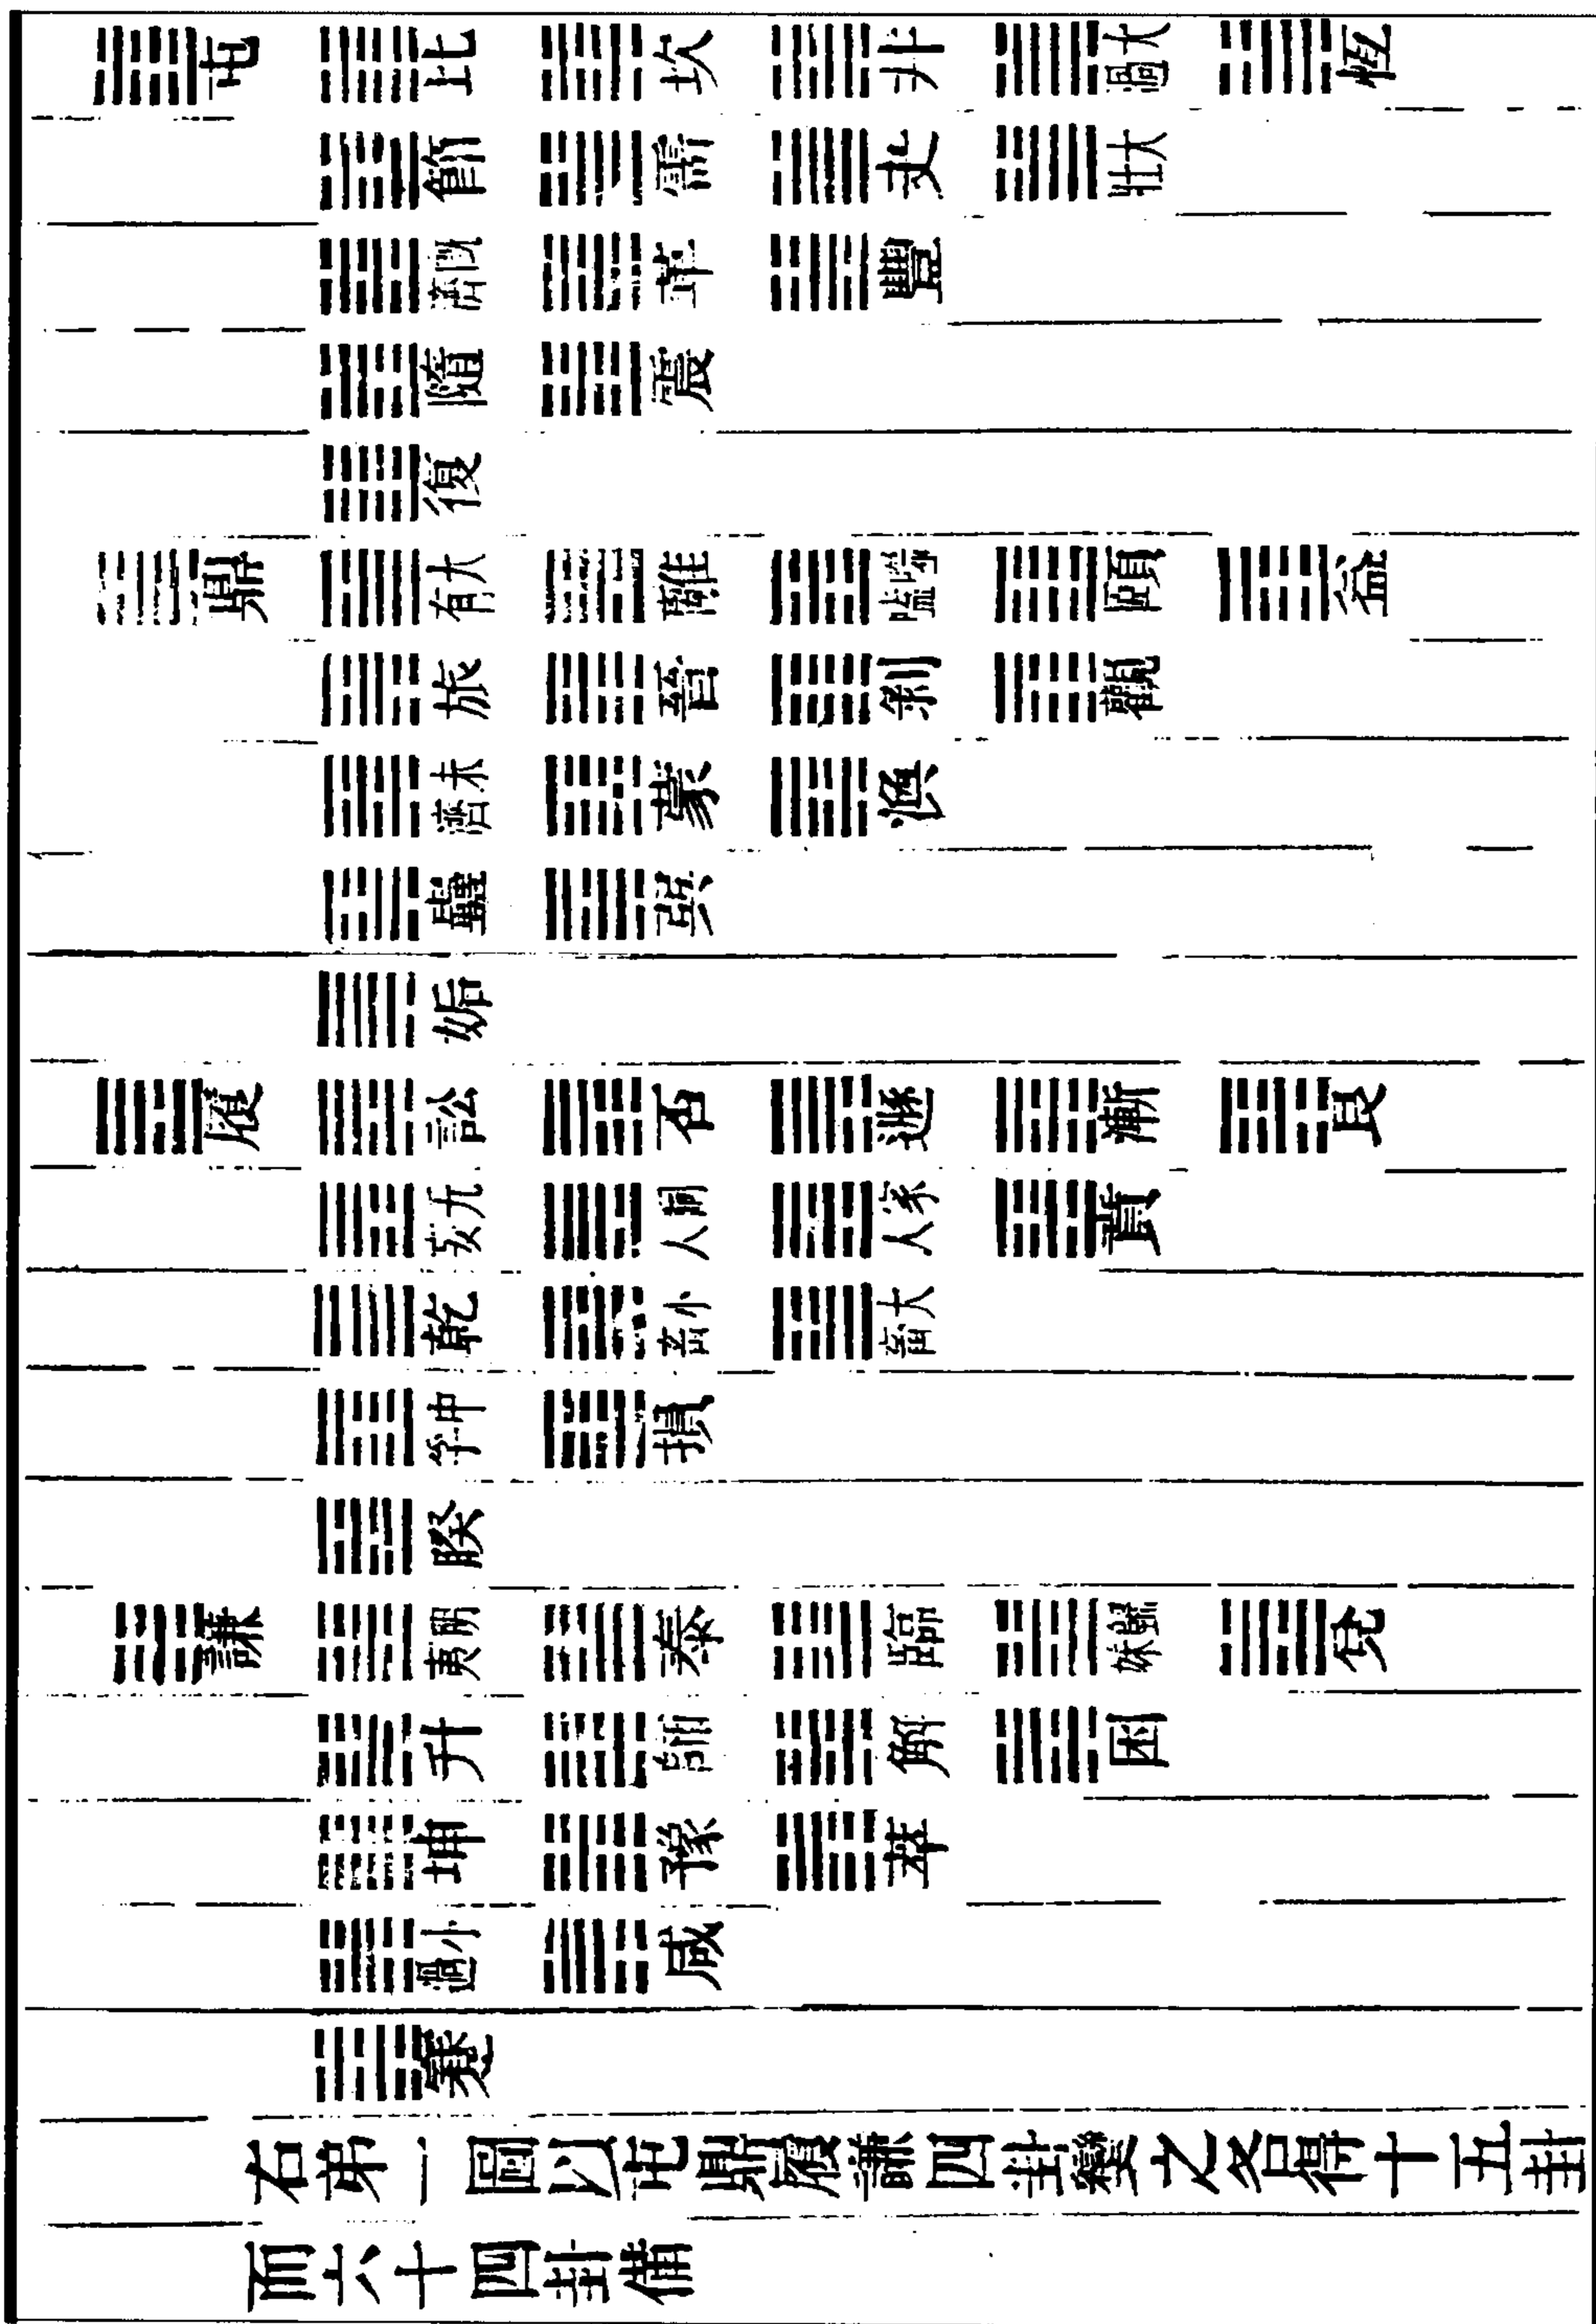 屯 比 坎 井 大過 恆
節 需 夬 大壯
既濟 革 豐
隨 震
復
鼎 大有 離 噬嗑 頤 益
旅 晉 剝 觀
未濟 蒙 渙
蠱 巽
姤
履 訟 否 遯 漸 艮
无妄 同人 家人 賁
乾 小畜 大畜
中孚 損
睽
謙 明夷 泰 臨 歸妹 兌
升 師 解 困
坤 豫 萃
小過 咸
蹇
右第一圖以屯鼎履謙四卦變之各得十五卦
而六十四卦備